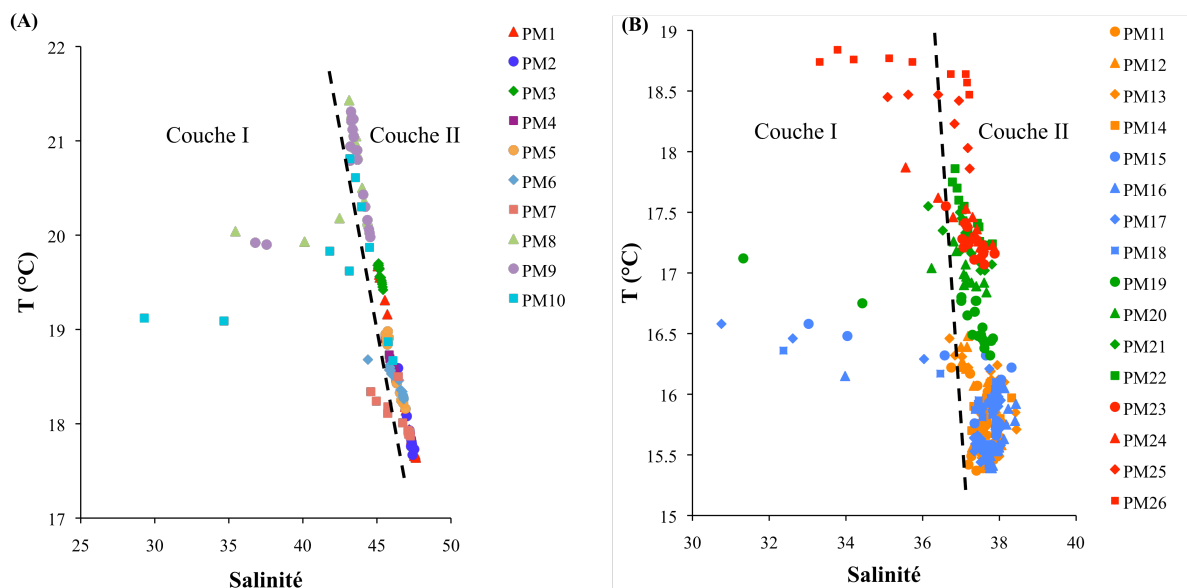 (A)
T (°C)
22
21
20
19
18
17
25
30
35
40
45
50
Salinité
Couche I
Couche II
PM1
PM2
PM3
PM4
PM5
PM6
PM7
PM8
PM9
PM10
(B)
T (°C)
19
18.5
18
17.5
17
16.5
16
15.5
15
30
32
34
36
38
40
Salinité
Couche I
Couche II
PM11
PM12
PM13
PM14
PM15
PM16
PM17
PM18
PM19
PM20
PM21
PM22
PM23
PM24
PM25
PM26